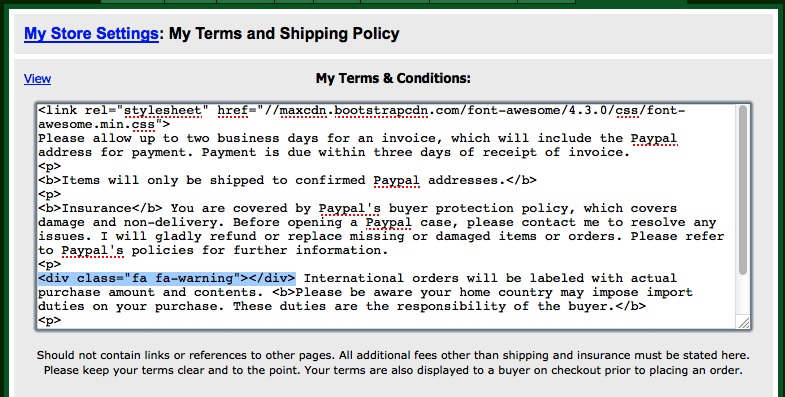 My Store Settings: My Terms and Shipping Policy
View
My Terms & Conditions:
<link rel="stylesheet" href="//maxcdn.bootstrapcdn.com/font-awesome/4.3.0/css/font-
awesome.min.css">
Please allow up to two business days for an invoice, which will include the Paypal
address for payment. Payment is due within three days of receipt of invoice.
<p>
<b>Items will only be shipped to confirmed Paypal addresses.</b>
<p>
<b>Insurance</b> You are covered by Paypal's buyer protection policy, which covers
damage and non-delivery. Before opening a Paypal case, please contact me to resolve any
issues. I will gladly refund or replace missing or damaged items or orders. Please refer
to Paypal's policies for further information.
<p>
<div class="fa fa-warning"></div> International orders will be labeled with actual
purchase amount and contents. <b>Please be aware your home country may impose import
duties on your purchase. These duties are the responsibility of the buyer.</b>
<p>
Should not contain links or references to other pages. All additional fees other than shipping and insurance must be stated here.
Please keep your terms clear and to the point. Your terms are also displayed to a buyer on checkout prior to placing an order.